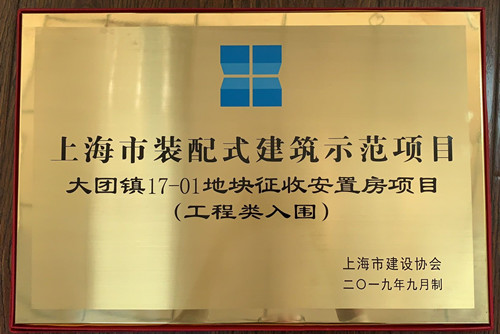 上海市装配式建筑示范项目
大团镇17-01地块征收安置房项目
（工程类入围）
上海市建设协会
二〇一九年九月制